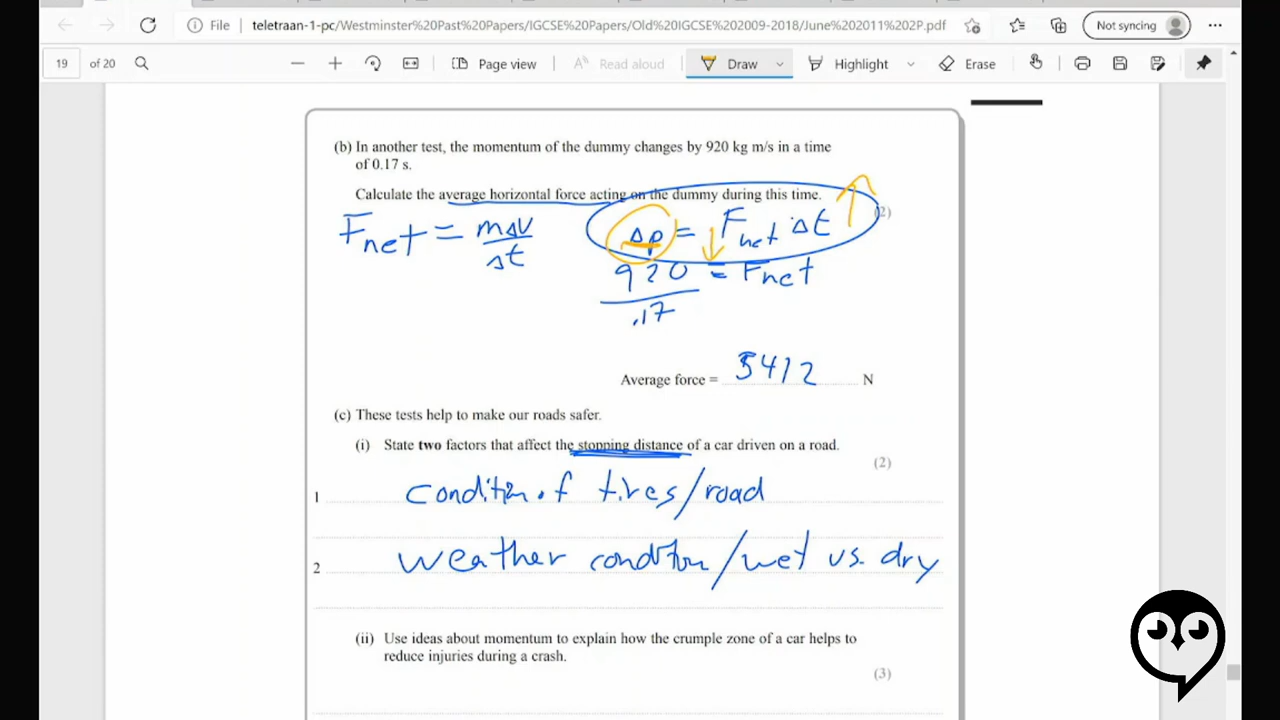 File teletraan-1-pc/Westminster%20Past%20Papers/IGCSE%20Papers/Old%20IGCSE%202009-2018/June%202011%202P.pdf Not syncing
19 of 20 Page view Read aloud Draw Highlight Erase
(b) In another test, the momentum of the dummy changes by 920 kg m/s in a time
of 0.17 s.
Calculate the average horizontal force acting on the dummy during this time.
(2)
Fnet = mΔv/Δt Δp = Fnet Δt
920/.17 = Fnet
Average force = 5412 N
(c) These tests help to make our roads safer.
(i) State two factors that affect the stopping distance of a car driven on a road.
(2)
1 condition of tires/road
2 weather condition/wet vs. dry
(ii) Use ideas about momentum to explain how the crumple zone of a car helps to
reduce injuries during a crash.
(3)